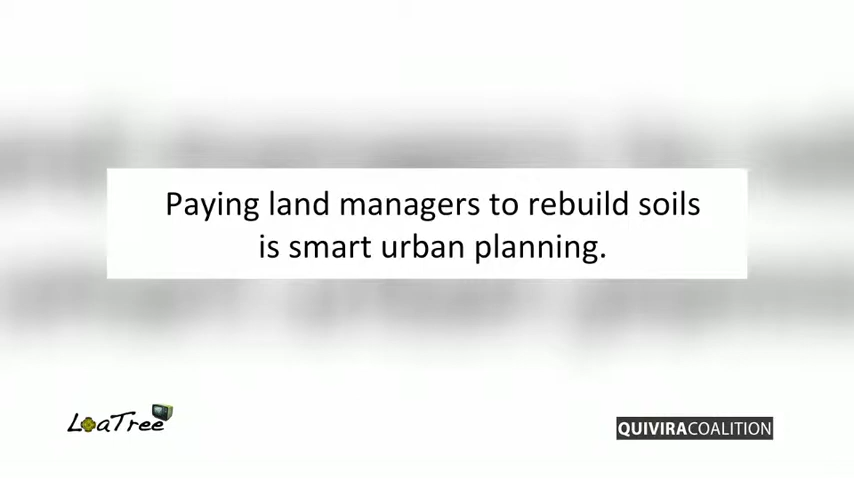 Paying land managers to rebuild soils
is smart urban planning.
LoaTree
QUIVIRACOALITION